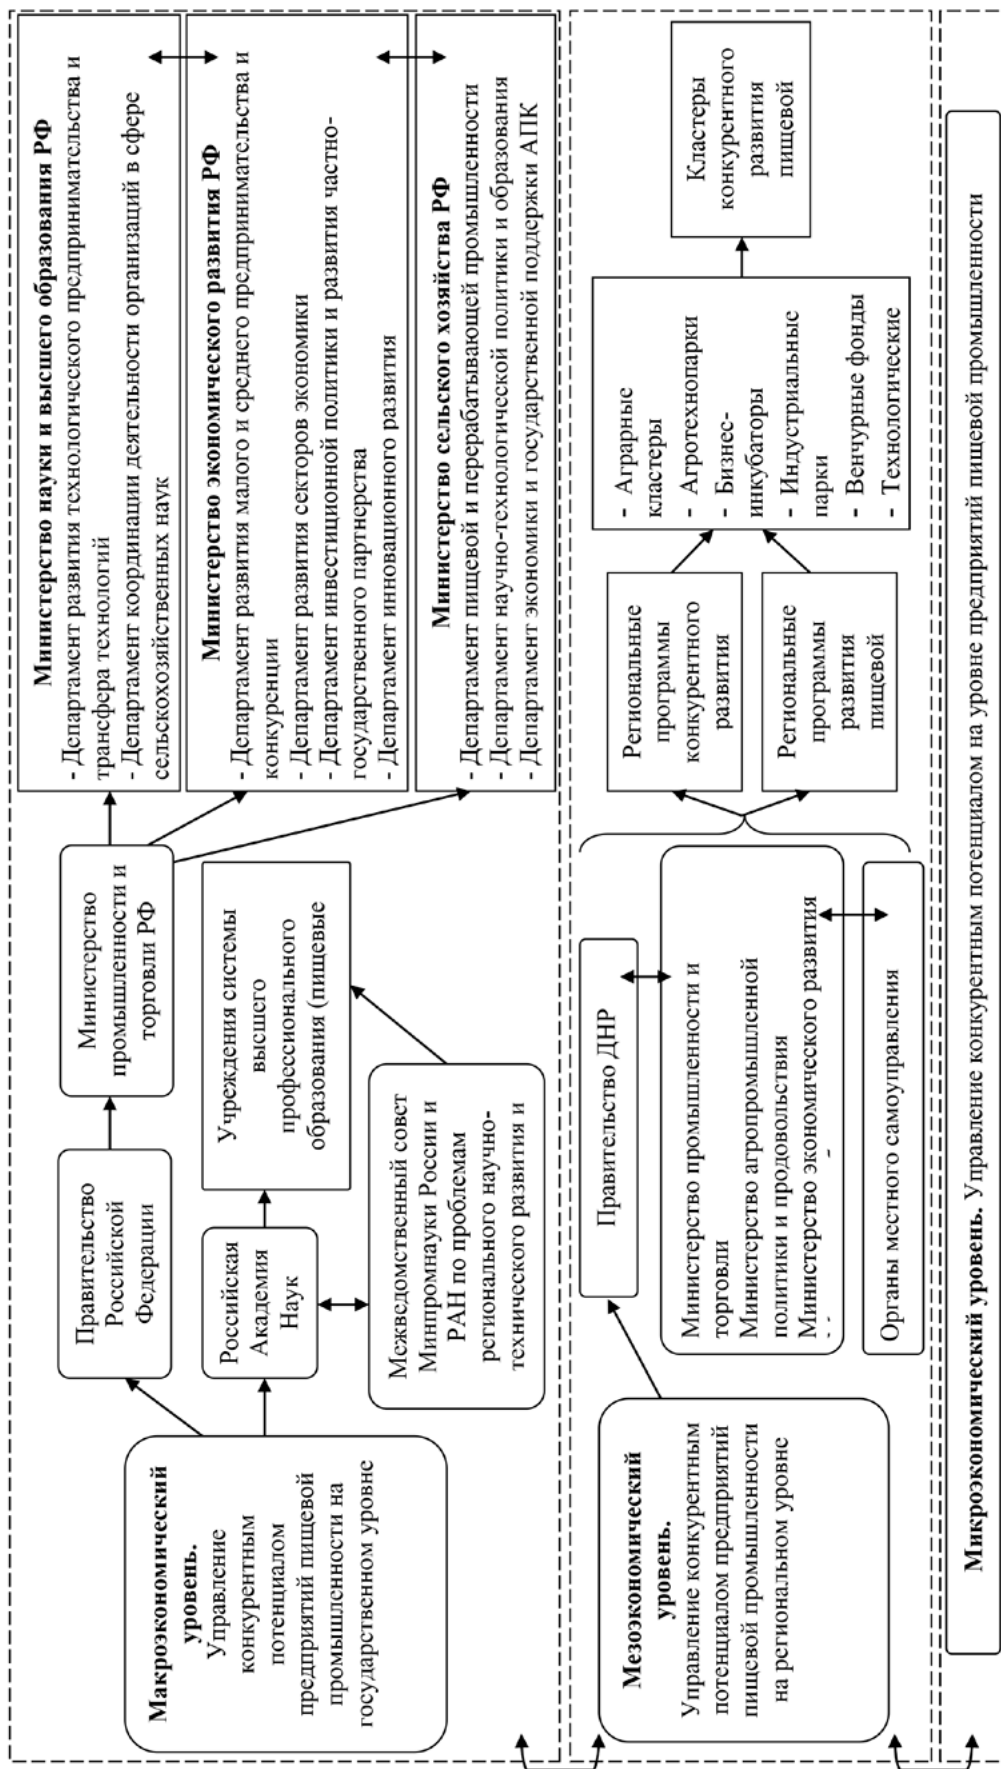 Макроэкономический
уровень.
Управление
конкурентным
потенциалом
предприятий пищевой
промышленности на
государственном уровне
Правительство
Российской
Федерации
Министерство
промышленности и
торговли РФ
Министерство науки и высшего образования РФ
- Департамент развития технологического предпринимательства и
трансфера технологий
- Департамент координации деятельности организаций в сфере
сельскохозяйственных наук
Министерство экономического развития РФ
- Департамент развития малого и среднего предпринимательства и
конкуренции
- Департамент развития секторов экономики
- Департамент инвестиционной политики и развития частно-
государственного партнерства
- Департамент инновационного развития
Министерство сельского хозяйства РФ
- Департамент пищевой и перерабатывающей промышленности
- Департамент научно-технологической политики и образования
- Департамент экономики и государственной поддержки АПК
Российская
Академия
Наук
Учреждения системы
высшего
профессионального
образования (пищевые
Межведомственный совет
Минпромнауки России и
РАН по проблемам
регионального научно-
технического развития и
Мезоэкономический
уровень.
Управление конкурентным
потенциалом предприятий
пищевой промышленности
на региональном уровне
Правительство ДНР
Министерство промышленности и
торговли
Министерство агропромышленной
политики и продовольствия
Министерство экономического развития
Органы местного самоуправления
Региональные
программы
конкурентного
развития
Региональные
программы
развития
пищевой
- Аграрные
кластеры
- Агротехнопарки
- Бизнес-
инкубаторы
- Индустриальные
парки
- Венчурные фонды
- Технологические
Кластеры
конкурентного
развития
пищевой
Микроэкономический уровень. Управление конкурентным потенциалом на уровне предприятий пищевой промышленности